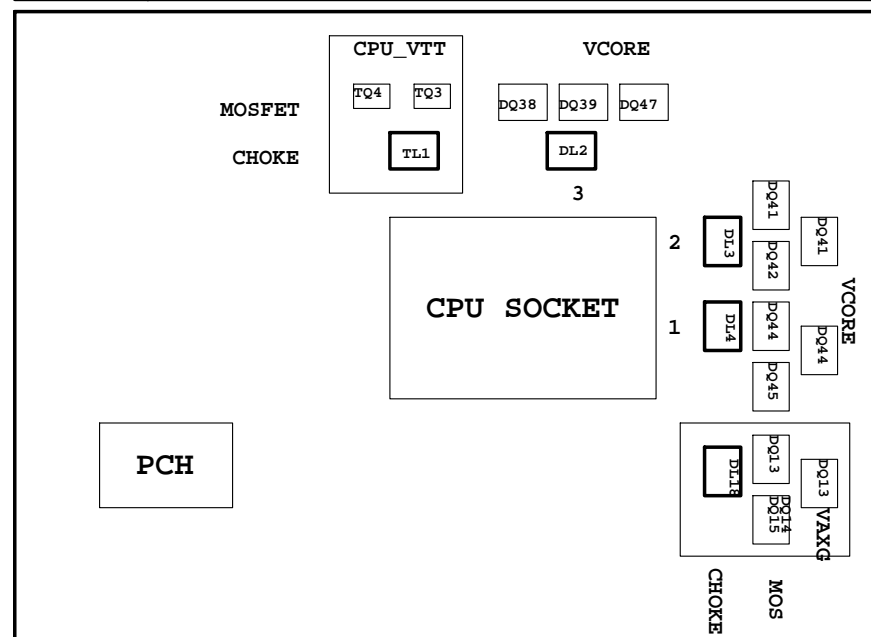 CPU_VTT
VCORE
TQ4
TQ3
DQ38
DQ39
DQ47
MOSFET
CHOKE
TL1
DL2
3
DQ41
2
DL3
DQ41
DQ42
VCORE
CPU SOCKET
1
DL4
DQ44
DQ44
DQ45
PCH
DL18
DQ13
DQ13
DQ14
DQ15
VAXG
CHOKE
MOS